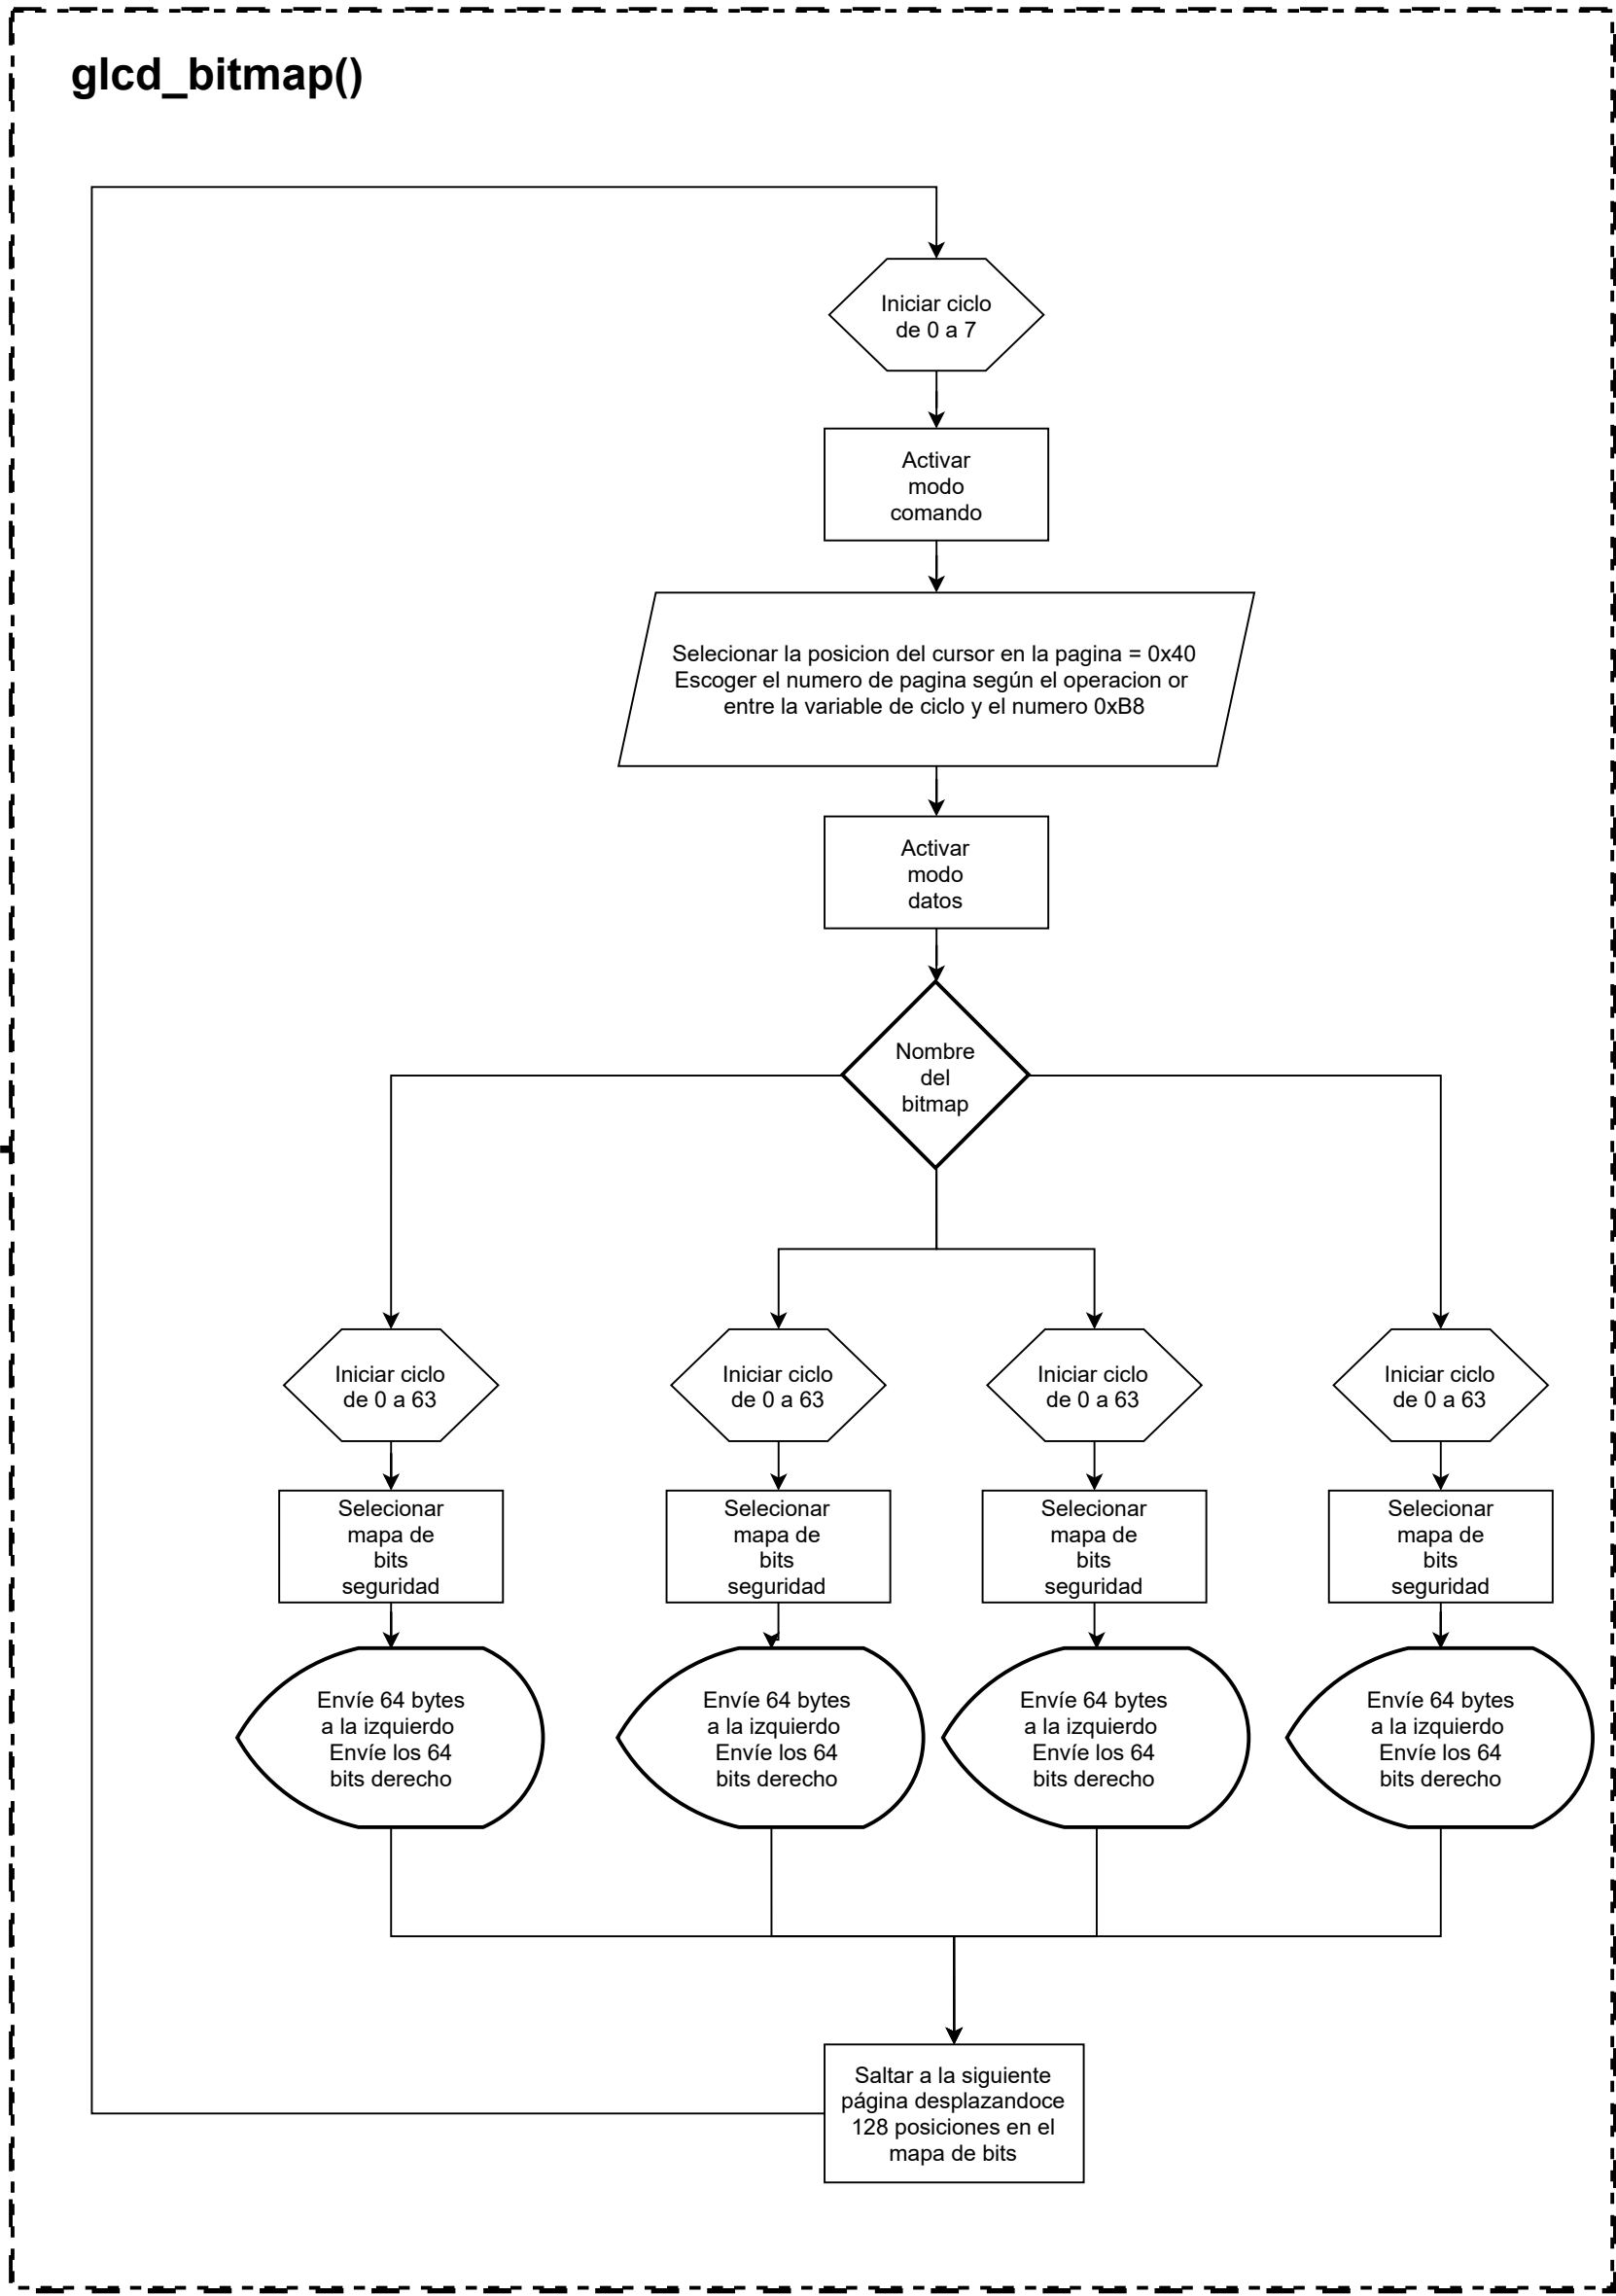 glcd_bitmap()
Iniciar ciclo
de 0 a 7
Activar
modo
comando
Selecionar la posicion del cursor en la pagina = 0x40
Escoger el numero de pagina según el operacion or
entre la variable de ciclo y el numero 0xB8
Activar
modo
datos
Nombre
del
bitmap
Iniciar ciclo
de 0 a 63
Iniciar ciclo
de 0 a 63
Iniciar ciclo
de 0 a 63
Iniciar ciclo
de 0 a 63
Selecionar
mapa de
bits
seguridad
Selecionar
mapa de
bits
seguridad
Selecionar
mapa de
bits
seguridad
Selecionar
mapa de
bits
seguridad
Envíe 64 bytes
a la izquierdo
Envíe los 64
bits derecho
Envíe 64 bytes
a la izquierdo
Envíe los 64
bits derecho
Envíe 64 bytes
a la izquierdo
Envíe los 64
bits derecho
Envíe 64 bytes
a la izquierdo
Envíe los 64
bits derecho
Saltar a la siguiente
página desplazandoce
128 posiciones en el
mapa de bits